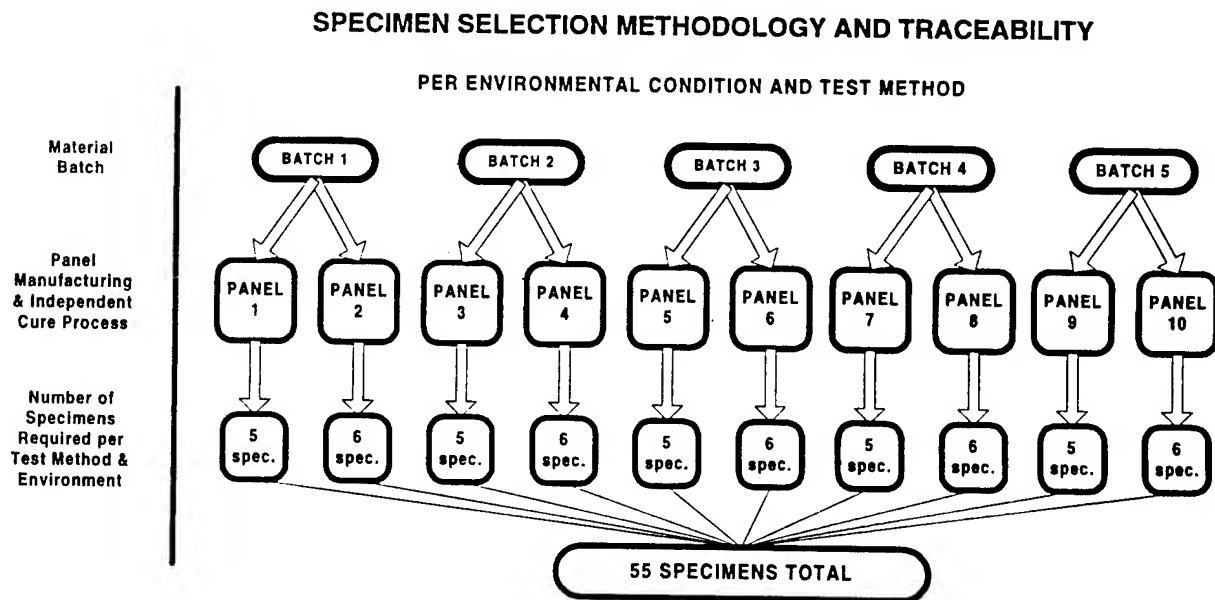 SPECIMEN SELECTION METHODOLOGY AND TRACEABILITY
PER ENVIRONMENTAL CONDITION AND TEST METHOD
Material
Batch
BATCH 1
BATCH 2
BATCH 3
BATCH 4
BATCH 5
Panel
Manufacturing
& Independent
Cure Process
PANEL
1
PANEL
2
PANEL
3
PANEL
4
PANEL
5
PANEL
6
PANEL
7
PANEL
8
PANEL
9
PANEL
10
Number of
Specimens
Required per
Test Method &
Environment
5
spec.
6
spec.
5
spec.
6
spec.
5
spec.
6
spec.
5
spec.
6
spec.
5
spec.
6
spec.
55 SPECIMENS TOTAL